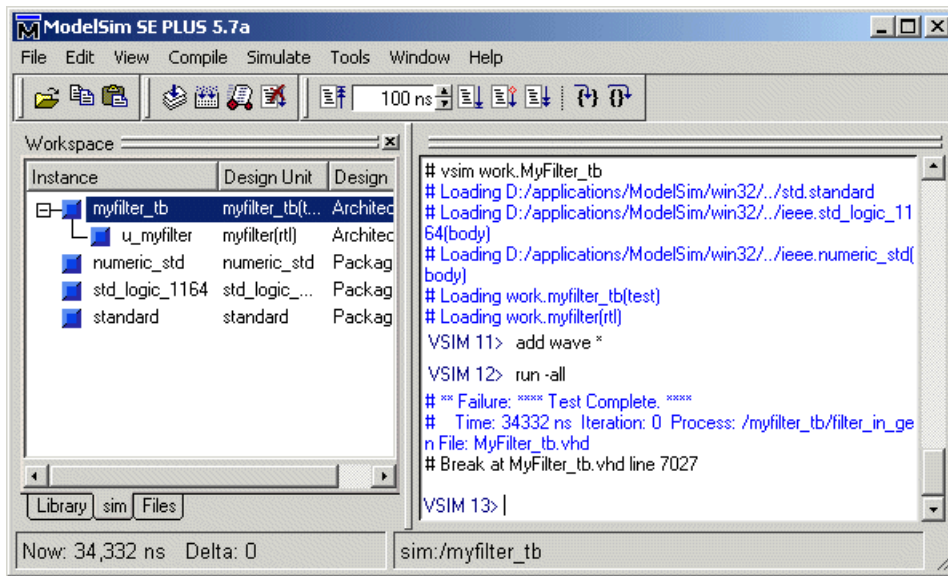 ModelSim SE PLUS 5.7a
File Edit View Compile Simulate Tools Window Help
100 ns
Workspace
Instance Design Unit Design
myfilter_tb myfilter_tb(t... Architec
u_myfilter myfilter(rtl) Architec
numeric_std numeric_std Packag
std_logic_1164 std_logic_... Packag
standard standard Packag
Library sim Files
# vsim work.MyFilter_tb
# Loading D:/applications/ModelSim/win32/../std.standard
# Loading D:/applications/ModelSim/win32/../ieee.std_logic_11
64(body)
# Loading D:/applications/ModelSim/win32/../ieee.numeric_std(
body)
# Loading work.myfilter_tb(test)
# Loading work.myfilter(rtl)
VSIM 11> add wave *
VSIM 12> run -all
# ** Failure: **** Test Complete. ****
# Time: 34332 ns Iteration: 0 Process: /myfilter_tb/filter_in_ge
n File: MyFilter_tb.vhd
# Break at MyFilter_tb.vhd line 7027
VSIM 13>
Now: 34,332 ns Delta: 0
sim:/myfilter_tb